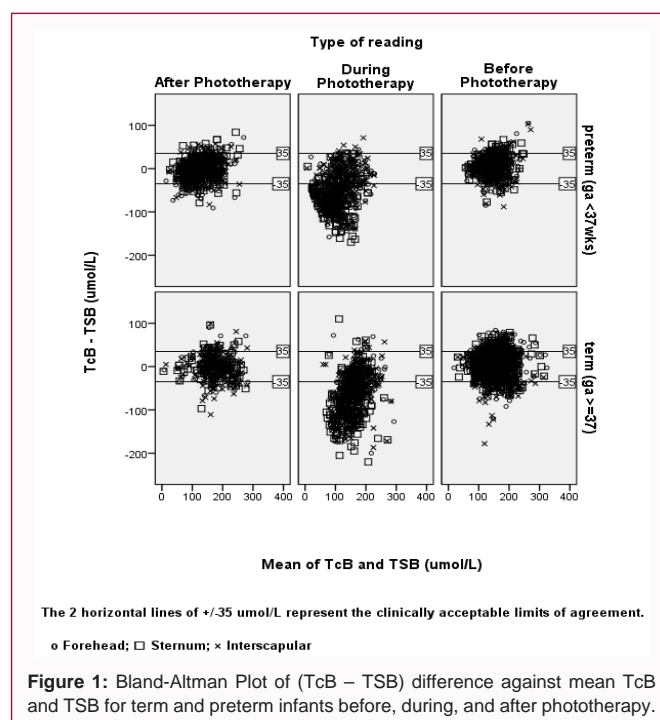 Type of reading
After Phototherapy
During
Phototherapy
Before
Phototherapy
TcB - TSB (umol/L)
100
0
-100
-200
35
-35
35
-35
35
-35
preterm (ga <37wks)
100
0
-100
-200
35
-35
35
-35
35
-35
term (ga >=37)
0 100 200 300 400 0 100 200 300 400 0 100 200 300 400
Mean of TcB and TSB (umol/L)
The 2 horizontal lines of +/-35 umol/L represent the clinically acceptable limits of agreement.
o Forehead; □ Sternum; × Interscapular
Figure 1: Bland-Altman Plot of (TcB – TSB) difference against mean TcB
and TSB for term and preterm infants before, during, and after phototherapy.